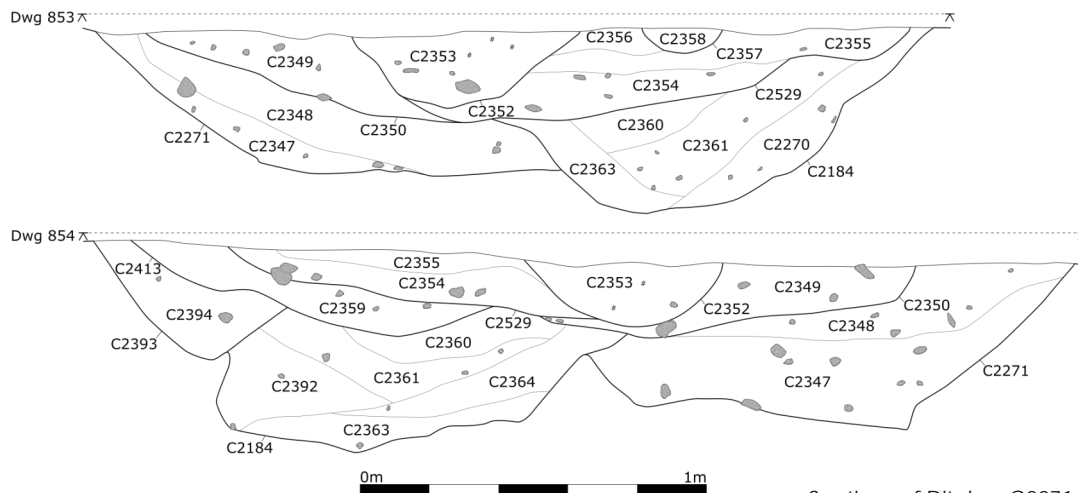 Dwg 853
C2356 C2358 C2355
C2349 C2353 C2357
C2354
C2352 C2529
C2348 C2350 C2360
C2271 C2347 C2361 C2270
C2363 C2184
Dwg 854
C2413 C2355 C2353 C2349
C2354 C2350
C2394 C2359 C2529 C2352 C2348
C2393 C2360
C2392 C2361 C2364 C2347 C2271
C2184 C2363
0m 1m